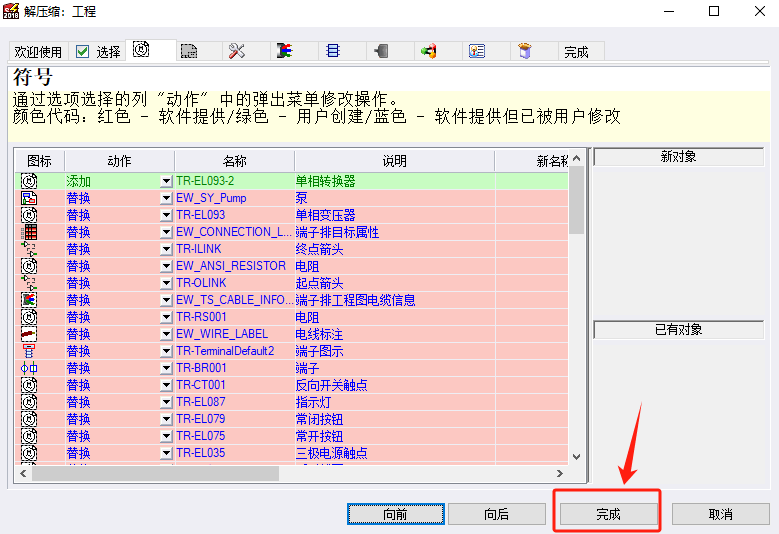 解压缩：工程
欢迎使用 选择 完成
符号
通过选项选择的列 "动作" 中的弹出菜单修改操作。
颜色代码：红色 - 软件提供/绿色 - 用户创建/蓝色 - 软件提供但已被用户修改
图标 动作 名称 说明 新名称
添加 TR-EL093-2 单相转换器
替换 EW_SY_Pump 泵
替换 TR-EL093 单相变压器
替换 EW_CONNECTION_L... 端子排目标属性
替换 TR-ILINK 终点箭头
替换 EW_ANSI_RESISTOR 电阻
替换 TR-OLINK 起点箭头
替换 EW_TS_CABLE_INFO... 端子排工程图电缆信息
替换 TR-RS001 电阻
替换 EW_WIRE_LABEL 电线标注
替换 TR-TerminalDefault2 端子图示
替换 TR-BR001 端子
替换 TR-CT001 反向开关触点
替换 TR-EL087 指示灯
替换 TR-EL079 常闭按钮
替换 TR-EL075 常开按钮
替换 TR-EL035 三极电源触点
新对象
已有对象
向前 向后 完成 取消